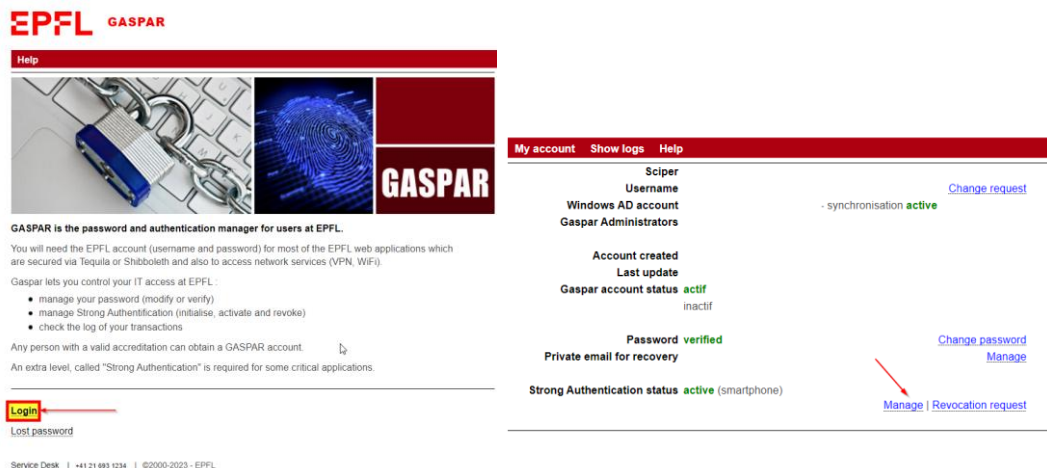 EPFL GASPAR
Help
GASPAR
GASPAR is the password and authentication manager for users at EPFL.
You will need the EPFL account (username and password) for most of the EPFL web applications which
are secured via Tequila or Shibboleth and also to access network services (VPN, WiFi).
Gaspar lets you control your IT access at EPFL :
manage your password (modify or verify)
manage Strong Authentification (initialise, activate and revoke)
check the log of your transactions
Any person with a valid accreditation can obtain a GASPAR account.
An extra level, called "Strong Authentication" is required for some critical applications.
Login
Lost password
Service Desk | +41 21 693 1234 | ©2000-2023 - EPFL
My account Show logs Help
Sciper
Username Change request
Windows AD account - synchronisation active
Gaspar Administrators
Account created
Last update
Gaspar account status actif
inactif
Password verified Change password
Private email for recovery Manage
Strong Authentication status active (smartphone)
Manage | Revocation request